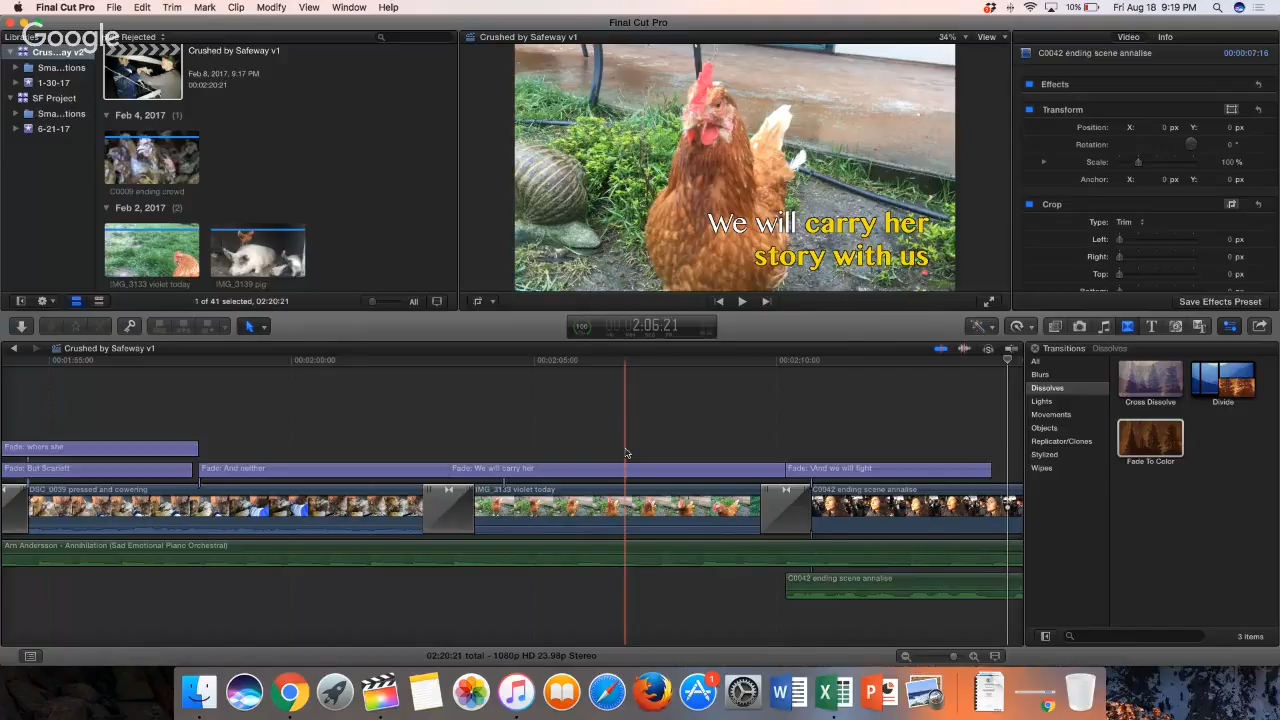 Final Cut Pro File Edit Trim Mark Clip Modify View Window Help 10% Fri Aug 18 9:19 PM
Google
Final Cut Pro
Rejected
Crushed by Safeway v1
34%
View
Video
Info
Crus...ay v2
Sma...tions
1-30-17
SF Project
Sma...tions
6-21-17
Crushed by Safeway v1
Feb 8, 2017, 9:17 PM
00:02:20:21
Feb 4, 2017 (1)
C0009 ending crowd
Feb 2, 2017 (2)
IMG_3133 violet today
IMG_3139 pig
1 of 41 selected, 02:20:21
All
We will carry her
story with us
C0042 ending scene annalise
00:00:07:16
Effects
Transform
Position: X: 0 px Y: 0 px
Rotation: 0 °
Scale: 100 %
Anchor: X: 0 px Y: 0 px
Crop
Type: Trim
Left: 0 px
Right: 0 px
Top: 0 px
Save Effects Preset
100
2:06:21
Crushed by Safeway v1
00:01:55:00
00:02:00:00
00:02:05:00
00:02:10:00
Fade: where she
Fade: But Scarlett
Fade: And neither
Fade: We will carry her
Fade: \And we will fight
DSC_0039 pressed and cowering
IMG_3133 violet today
C0042 ending scene annalise
Arn Andersson - Annihilation (Sad Emotional Piano Orchestral)
C0042 ending scene annalise
Transitions
Dissolves
All
Blurs
Dissolves
Lights
Movements
Objects
Replicator/Clones
Stylized
Wipes
Cross Dissolve
Divide
Fade To Color
3 items
02:20:21 total - 1080p HD 23.98p Stereo
1